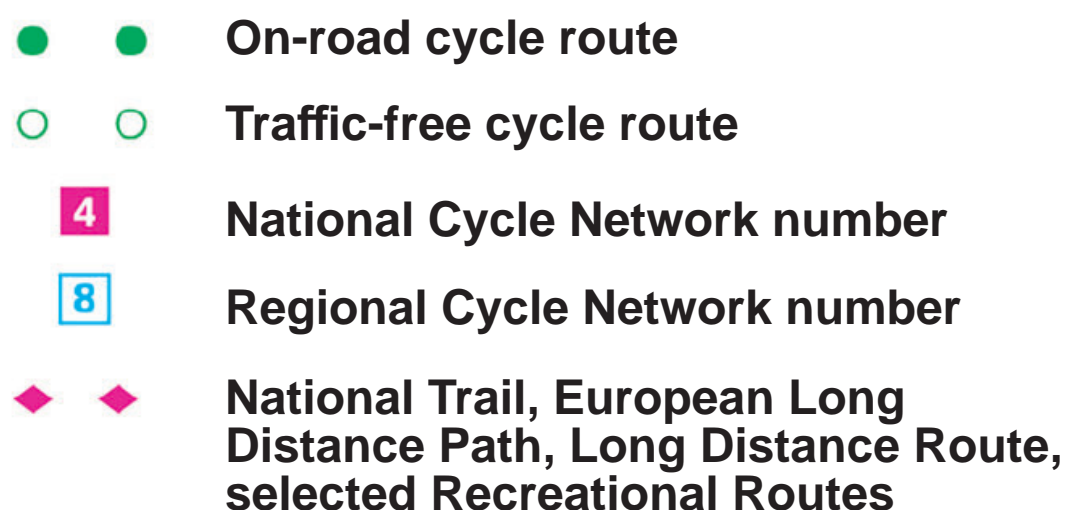 On-road cycle route
Traffic-free cycle route
4 National Cycle Network number
8 Regional Cycle Network number
National Trail, European Long
Distance Path, Long Distance Route,
selected Recreational Routes